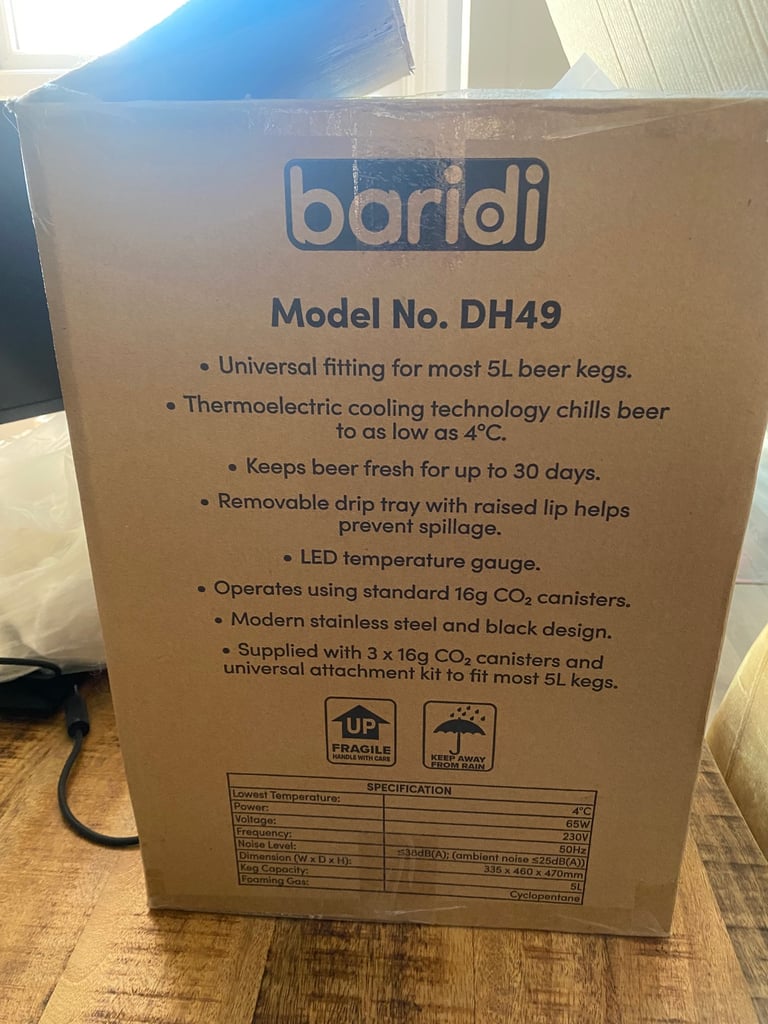 baridi
Model No. DH49
• Universal fitting for most 5L beer kegs.
• Thermoelectric cooling technology chills beer
to as low as 4°C.
• Keeps beer fresh for up to 30 days.
• Removable drip tray with raised lip helps
prevent spillage.
• LED temperature gauge.
• Operates using standard 16g CO₂ canisters.
• Modern stainless steel and black design.
• Supplied with 3 x 16g CO₂ canisters and
universal attachment kit to fit most 5L kegs.
UP
FRAGILE
HANDLE WITH CARE
KEEP AWAY
FROM RAIN
SPECIFICATION
Lowest Temperature: 4°C
Power: 65W
Voltage: 230V
Frequency: 50Hz
Noise Level: ≤38dB(A); (ambient noise ≤25dB(A))
Dimension (W x D x H): 335 x 460 x 470mm
Keg Capacity: 5L
Foaming Gas: Cyclopentane